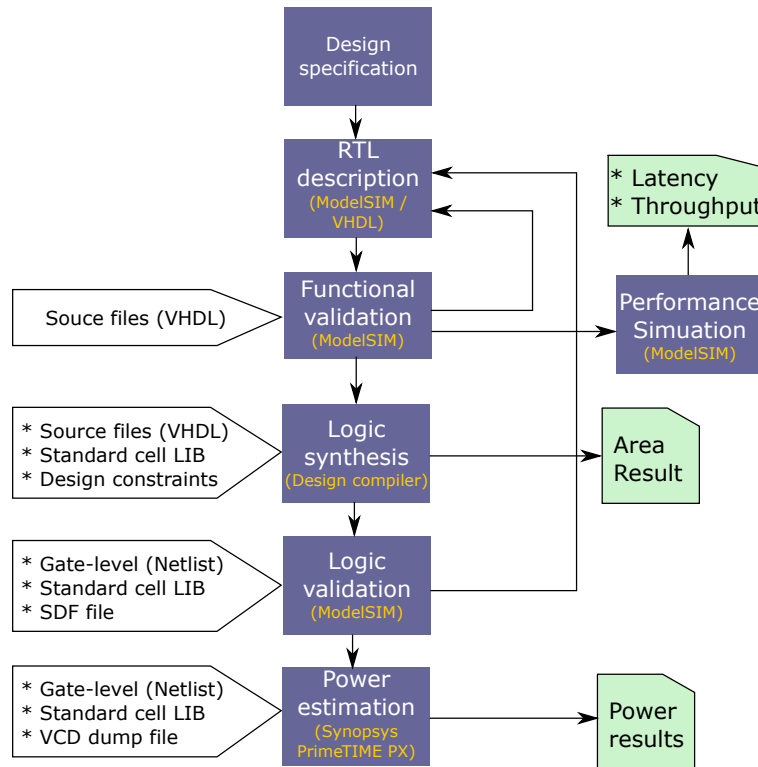 Design
specification
RTL
description
(ModelSIM /
VHDL)
* Latency
* Throughput
Souce files (VHDL)
Functional
validation
(ModelSIM)
Performance
Simuation
(ModelSIM)
* Source files (VHDL)
* Standard cell LIB
* Design constraints
Logic
synthesis
(Design compiler)
Area
Result
* Gate-level (Netlist)
* Standard cell LIB
* SDF file
Logic
validation
(ModelSIM)
* Gate-level (Netlist)
* Standard cell LIB
* VCD dump file
Power
estimation
(Synopsys
PrimeTIME PX)
Power
results